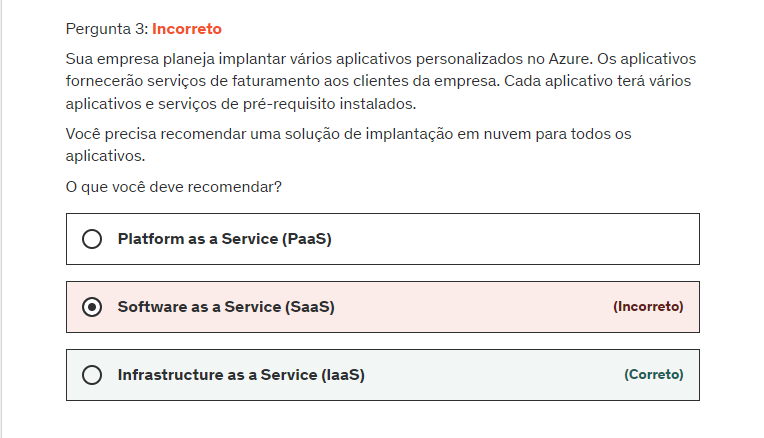 Pergunta 3: Incorreto
Sua empresa planeja implantar vários aplicativos personalizados no Azure. Os aplicativos
fornecerão serviços de faturamento aos clientes da empresa. Cada aplicativo terá vários
aplicativos e serviços de pré-requisito instalados.
Você precisa recomendar uma solução de implantação em nuvem para todos os
aplicativos.
O que você deve recomendar?
Platform as a Service (PaaS)
Software as a Service (SaaS) (Incorreto)
Infrastructure as a Service (IaaS) (Correto)